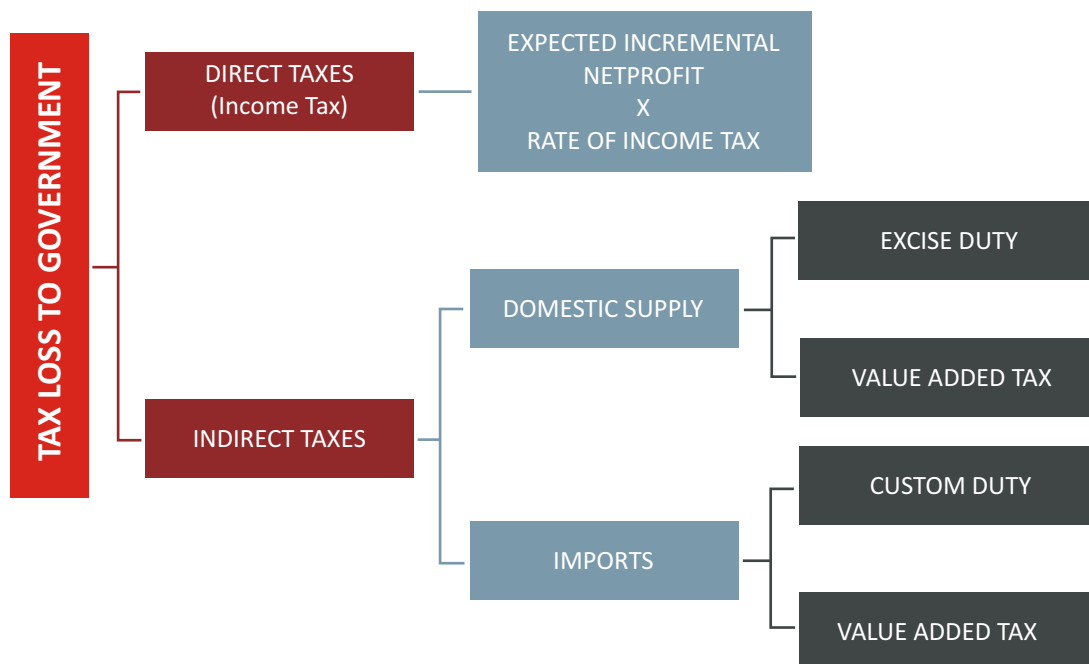 TAX LOSS TO GOVERNMENT
DIRECT TAXES
(Income Tax)
EXPECTED INCREMENTAL
NETPROFIT
X
RATE OF INCOME TAX
INDIRECT TAXES
DOMESTIC SUPPLY
EXCISE DUTY
VALUE ADDED TAX
IMPORTS
CUSTOM DUTY
VALUE ADDED TAX